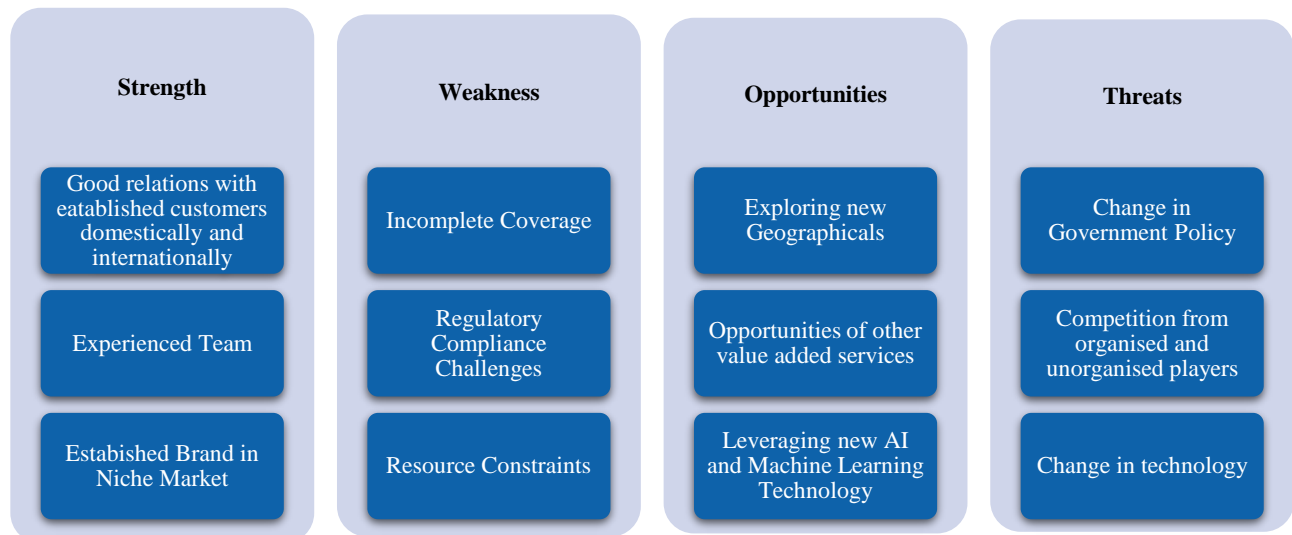 Strength
Good relations with
eatablished customers
domestically and
internationally
Experienced Team
Estabished Brand in
Niche Market
Weakness
Incomplete Coverage
Regulatory
Compliance
Challenges
Resource Constraints
Opportunities
Exploring new
Geographicals
Opportunities of other
value added services
Leveraging new AI
and Machine Learning
Technology
Threats
Change in
Government Policy
Competition from
organised and
unorganised players
Change in technology